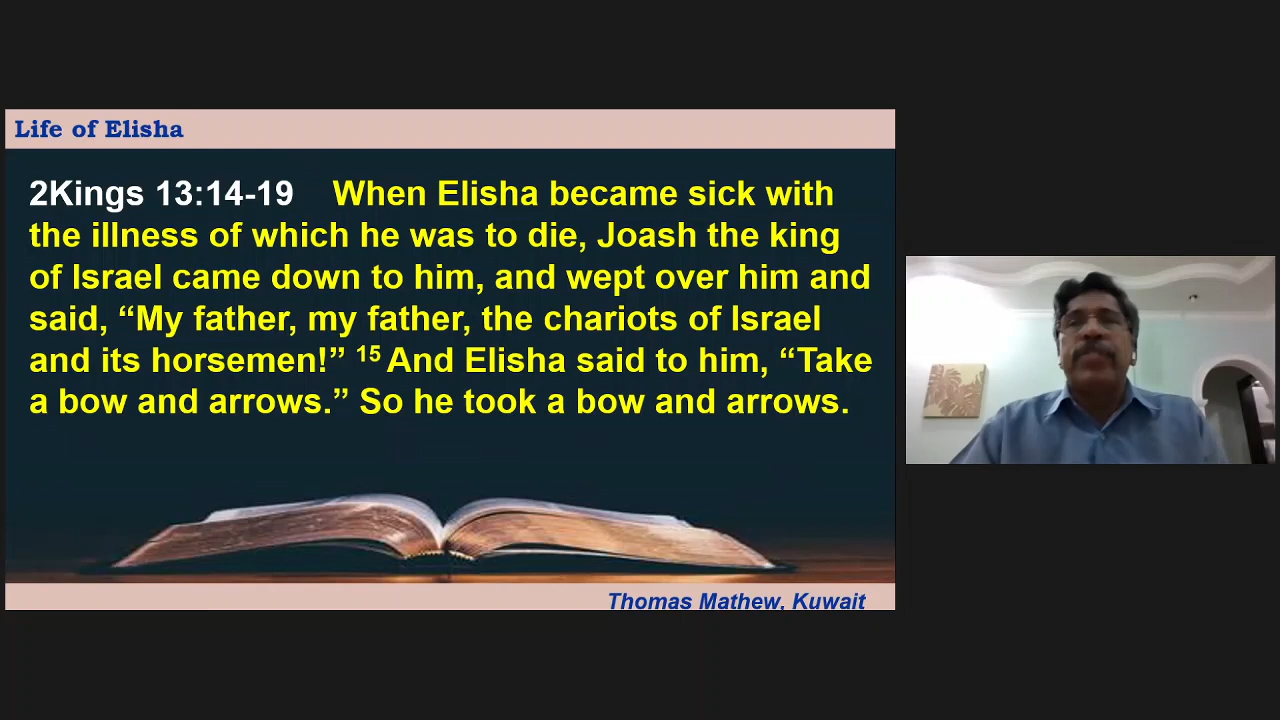 Life of Elisha
2Kings 13:14-19 When Elisha became sick with
the illness of which he was to die, Joash the king
of Israel came down to him, and wept over him and
said, “My father, my father, the chariots of Israel
and its horsemen!” 15 And Elisha said to him, “Take
a bow and arrows.” So he took a bow and arrows.
Thomas Mathew, Kuwait